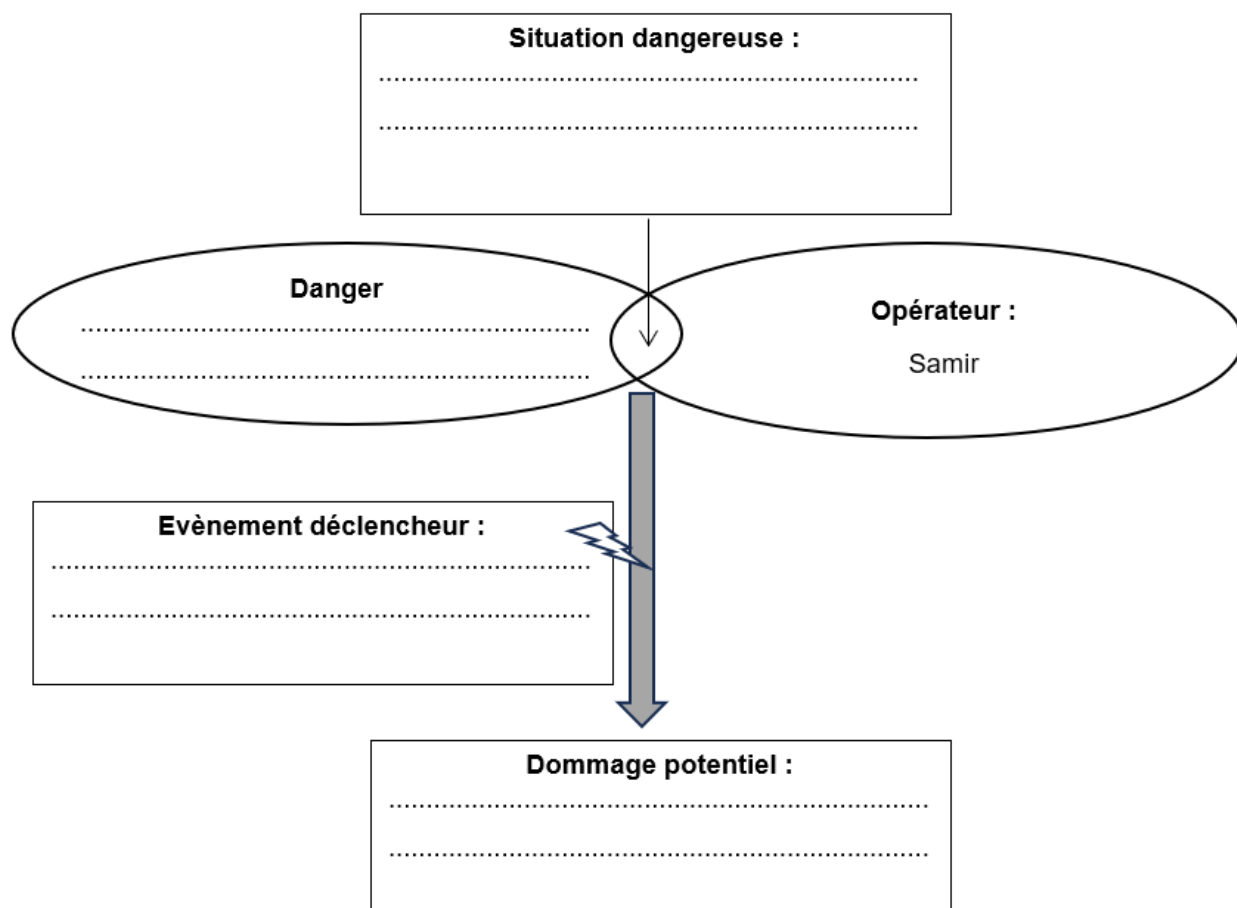 Situation dangereuse :
................................................................................
................................................................................
Danger
................................................................................
................................................................................
Opérateur :
Samir
Evènement déclencheur :
................................................................................
................................................................................
Dommage potentiel :
................................................................................
................................................................................